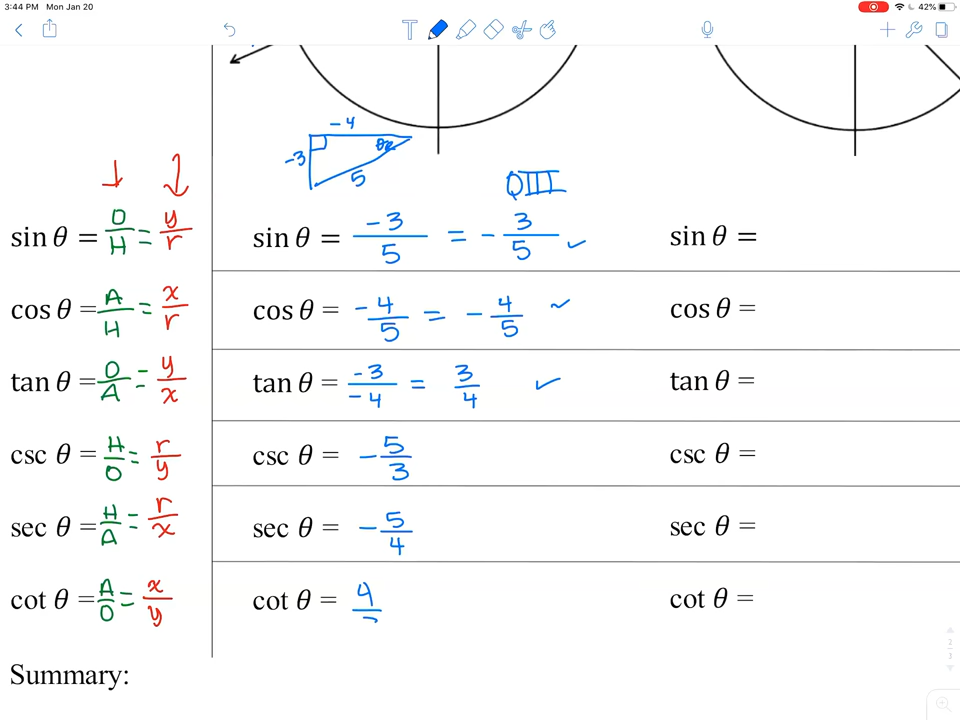 3:44 PM Mon Jan 20
42%
T
-4
-3
5
QIII
sin θ = O/H = y/r
sin θ = -3/5 = -3/5 ✓
sin θ =
cos θ = A/H = x/r
cos θ = -4/5 = -4/5 ✓
cos θ =
tan θ = O/A = y/x
tan θ = -3/-4 = 3/4 ✓
tan θ =
csc θ = H/O = r/y
csc θ = -5/3
csc θ =
sec θ = H/A = r/x
sec θ = -5/4
sec θ =
cot θ = A/O = x/y
cot θ = 4/
cot θ =
Summary:
2
3